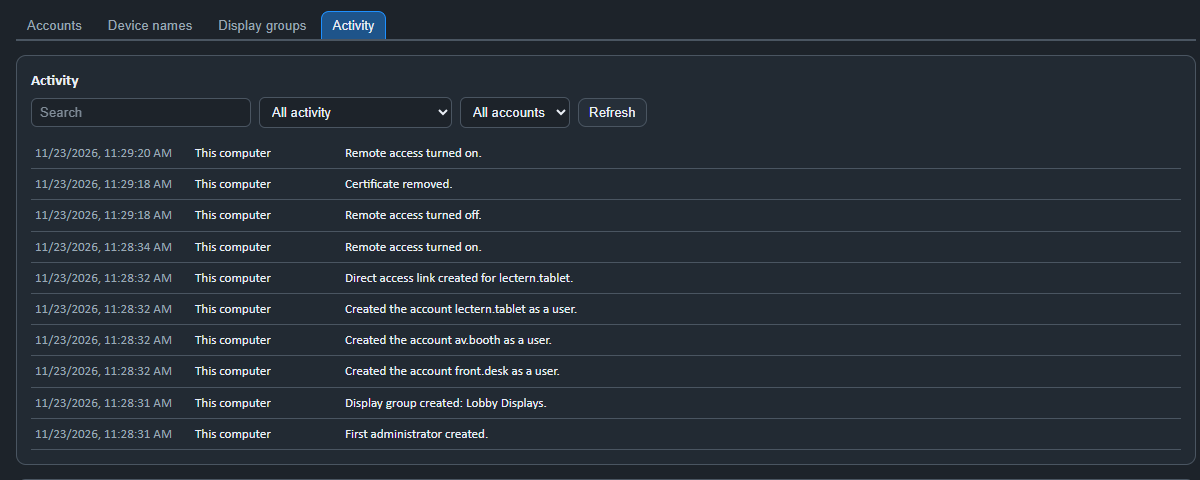 Accounts Device names Display groups Activity
Activity
Search All activity All accounts Refresh
11/23/2026, 11:29:20 AM This computer Remote access turned on.
11/23/2026, 11:29:18 AM This computer Certificate removed.
11/23/2026, 11:29:18 AM This computer Remote access turned off.
11/23/2026, 11:28:34 AM This computer Remote access turned on.
11/23/2026, 11:28:32 AM This computer Direct access link created for lectern.tablet.
11/23/2026, 11:28:32 AM This computer Created the account lectern.tablet as a user.
11/23/2026, 11:28:32 AM This computer Created the account av.booth as a user.
11/23/2026, 11:28:32 AM This computer Created the account front.desk as a user.
11/23/2026, 11:28:31 AM This computer Display group created: Lobby Displays.
11/23/2026, 11:28:31 AM This computer First administrator created.